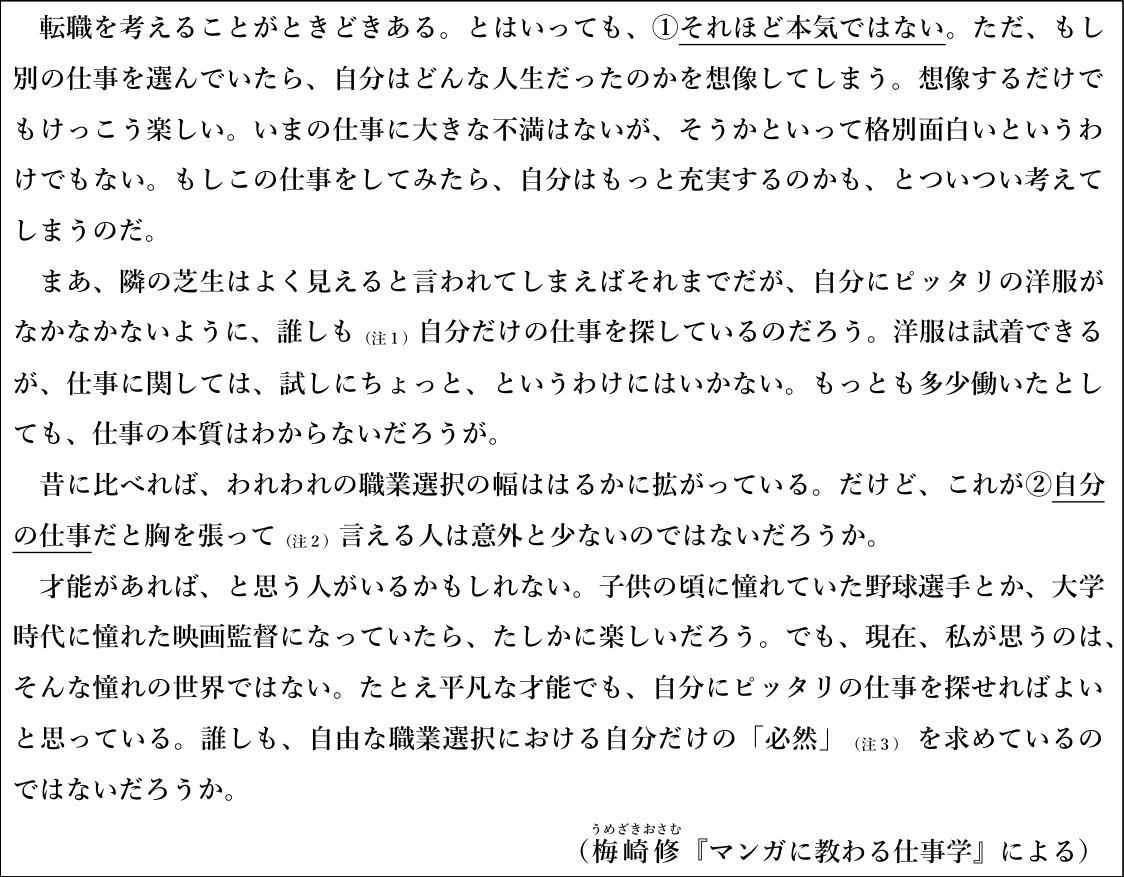 転職を考えることがときどきある。とはいっても、①それほど本気ではない。ただ、もし
別の仕事を選んでいたら、自分はどんな人生だったのかを想像してしまう。想像するだけで
もけっこう楽しい。いまの仕事に大きな不満はないが、そうかといって格別面白いというわ
けでもない。もしこの仕事をしてみたら、自分はもっと充実するのかも、とついつい考えて
しまうのだ。
まあ、隣の芝生はよく見えると言われてしまえばそれまでだが、自分にピッタリの洋服が
なかなかないように、誰しも（注１）自分だけの仕事を探しているのだろう。洋服は試着できる
が、仕事に関しては、試しにちょっと、というわけにはいかない。もっとも多少働いたとし
ても、仕事の本質はわからないだろうが。
昔に比べれば、われわれの職業選択の幅ははるかに拡がっている。だけど、これが②自分
の仕事だと胸を張って（注２）言える人は意外と少ないのではないだろうか。
才能があれば、と思う人がいるかもしれない。子供の頃に憧れていた野球選手とか、大学
時代に憧れた映画監督になっていたら、たしかに楽しいだろう。でも、現在、私が思うのは、
そんな憧れの世界ではない。たとえ平凡な才能でも、自分にピッタリの仕事を探せればよい
と思っている。誰しも、自由な職業選択における自分だけの「必然」（注３）を求めているの
ではないだろうか。
うめざきおさむ
（梅崎修『マンガに教わる仕事学』による）